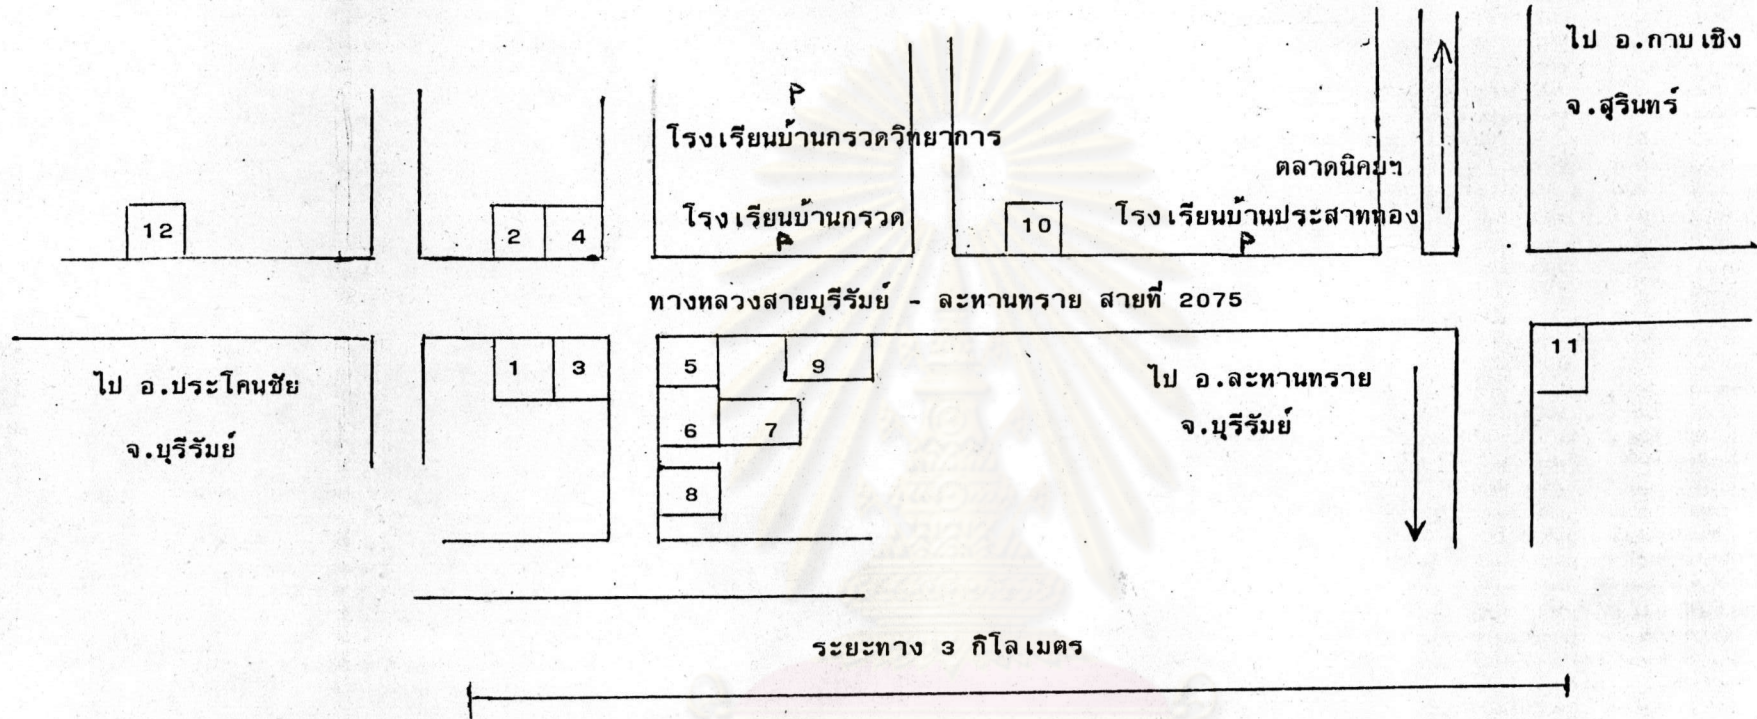 ไป อ.กาบเชิง
จ.สุรินทร์
P
โรงเรียนบ้านกรวดวิทยาการ
ตลาดนิคมฯ
12
2
4
โรงเรียนบ้านกรวด
P
10
โรงเรียนบ้านประสาททอง
P
ทางหลวงสายบุรีรัมย์ - ละหานทราย สายที่ 2075
ไป อ.ประโคนชัย
จ.บุรีรัมย์
1
3
5
9
6
7
8
ไป อ.ละหานทราย
จ.บุรีรัมย์
11
ระยะทาง 3 กิโลเมตร